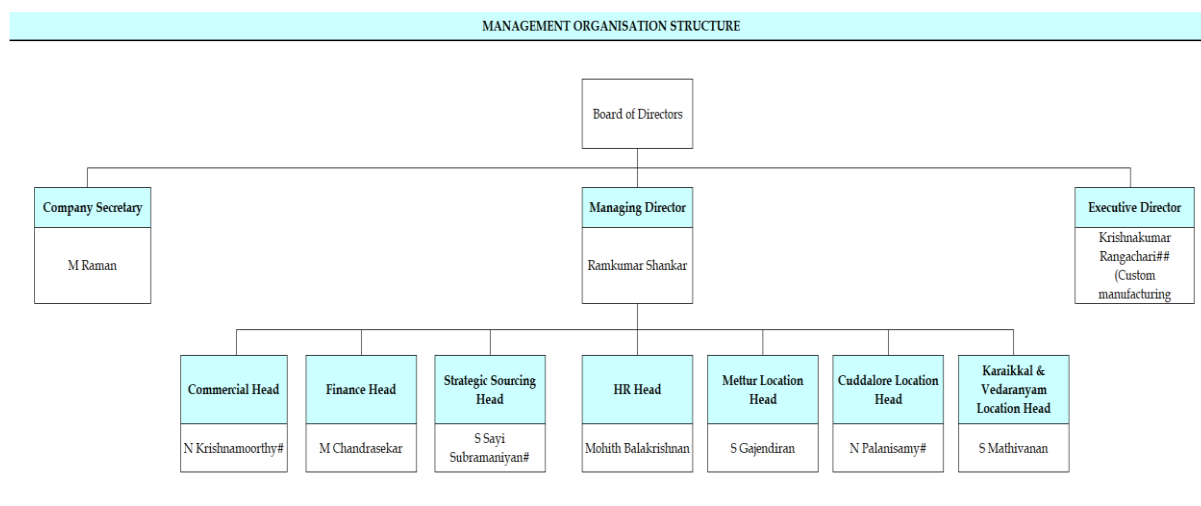 MANAGEMENT ORGANISATION STRUCTURE
Board of Directors
Company Secretary
M Raman
Managing Director
Ramkumar Shankar
Executive Director
Krishnakumar
Rangachari##
(Custom
manufacturing
Commercial Head
N Krishnamoorthy#
Finance Head
M Chandrasekar
Strategic Sourcing
Head
S Sayi
Subramaniyan#
HR Head
Mohith Balakrishnan
Mettur Location
Head
S Gajendiran
Cuddalore Location
Head
N Palanisamy#
Karaikkal &
Vedaranyam
Location Head
S Mathivanan